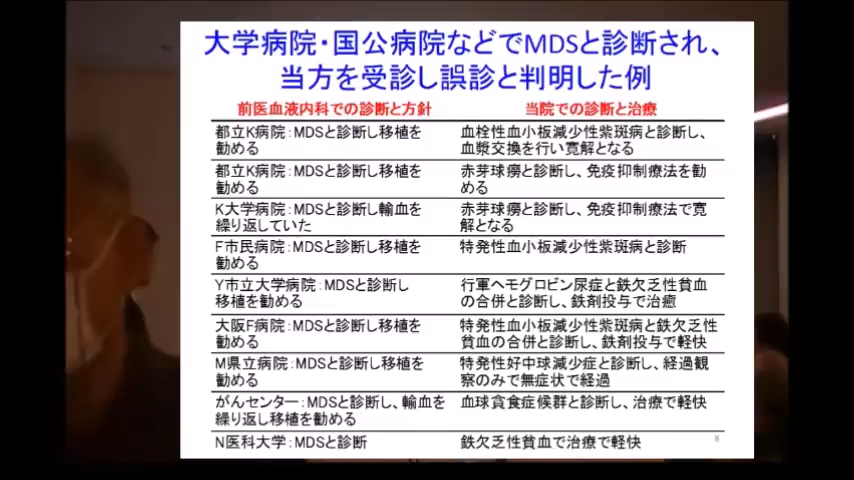 大学病院・国公病院などでMDSと診断され、
当方を受診し誤診と判明した例
前医血液内科での診断と方針
当院での診断と治療
都立K病院：MDSと診断し移植を
勧める
血栓性血小板減少性紫斑病と診断し、
血漿交換を行い寛解となる
都立K病院：MDSと診断し移植を
勧める
赤芽球癆と診断し、免疫抑制療法を勧
める
K大学病院：MDSと診断し輸血を
繰り返していた
赤芽球癆と診断し、免疫抑制療法で寛
解となる
F市民病院：MDSと診断し移植を
勧める
特発性血小板減少性紫斑病と診断
Y市立大学病院：MDSと診断し
移植を勧める
行軍ヘモグロビン尿症と鉄欠乏性貧血
の合併と診断し、鉄剤投与で治癒
大阪F病院：MDSと診断し移植を
勧める
特発性血小板減少性紫斑病と鉄欠乏性
貧血の合併と診断し、鉄剤投与で軽快
M県立病院：MDSと診断し移植を
勧める
特発性好中球減少症と診断し、経過観
察のみで無症状で経過
がんセンター：MDSと診断し、輸血を
繰り返し移植を勧める
血球貪食症候群と診断し、治療で軽快
N医科大学：MDSと診断
鉄欠乏性貧血で治療で軽快
8